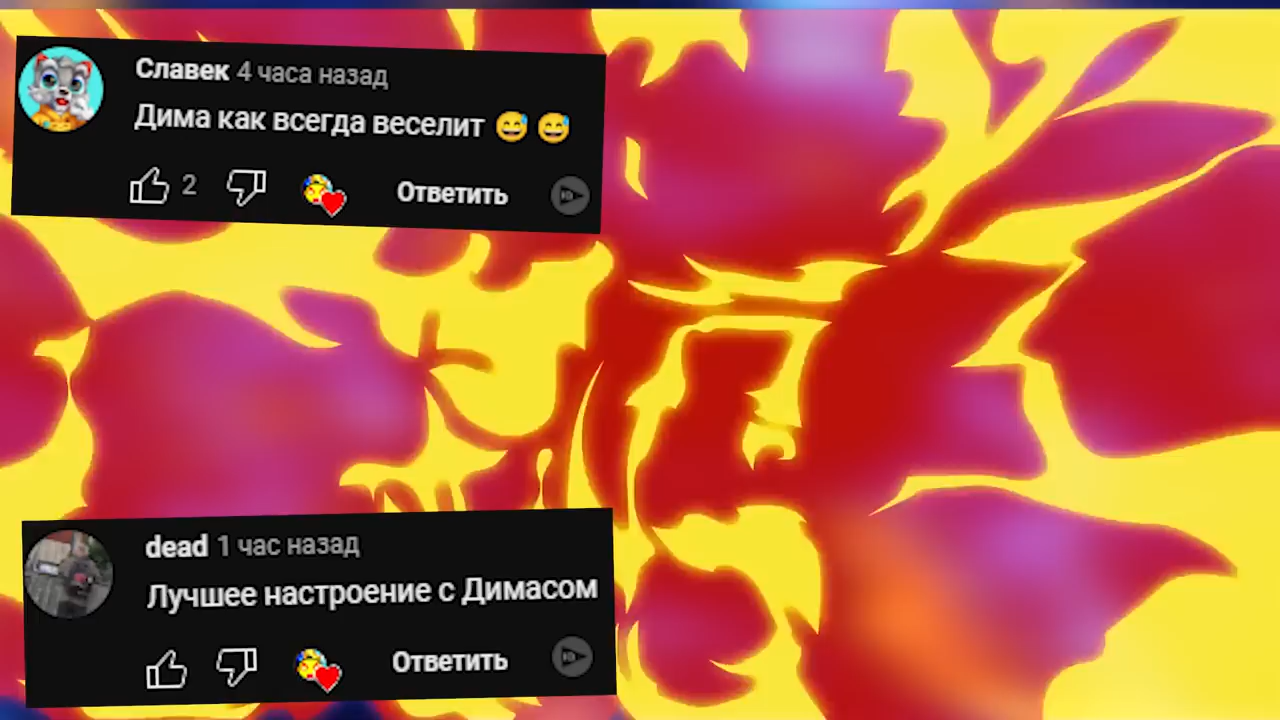 Славек 4 часа назад
Дима как всегда веселит 😅 😅
2
Ответить
dead 1 час назад
Лучшее настроение с Димасом
Ответить